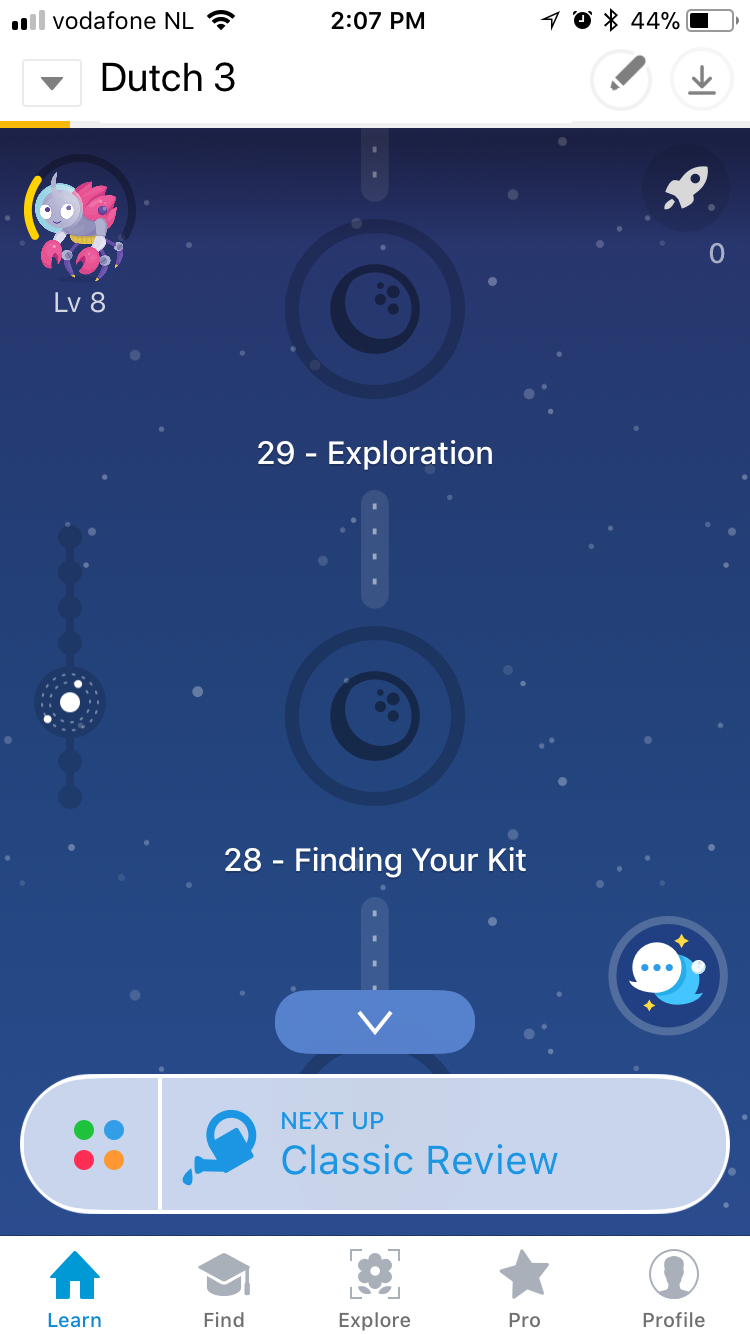 vodafone NL
2:07 PM
44%
Dutch 3
Lv 8
0
29 - Exploration
28 - Finding Your Kit
NEXT UP
Classic Review
Learn
Find
Explore
Pro
Profile